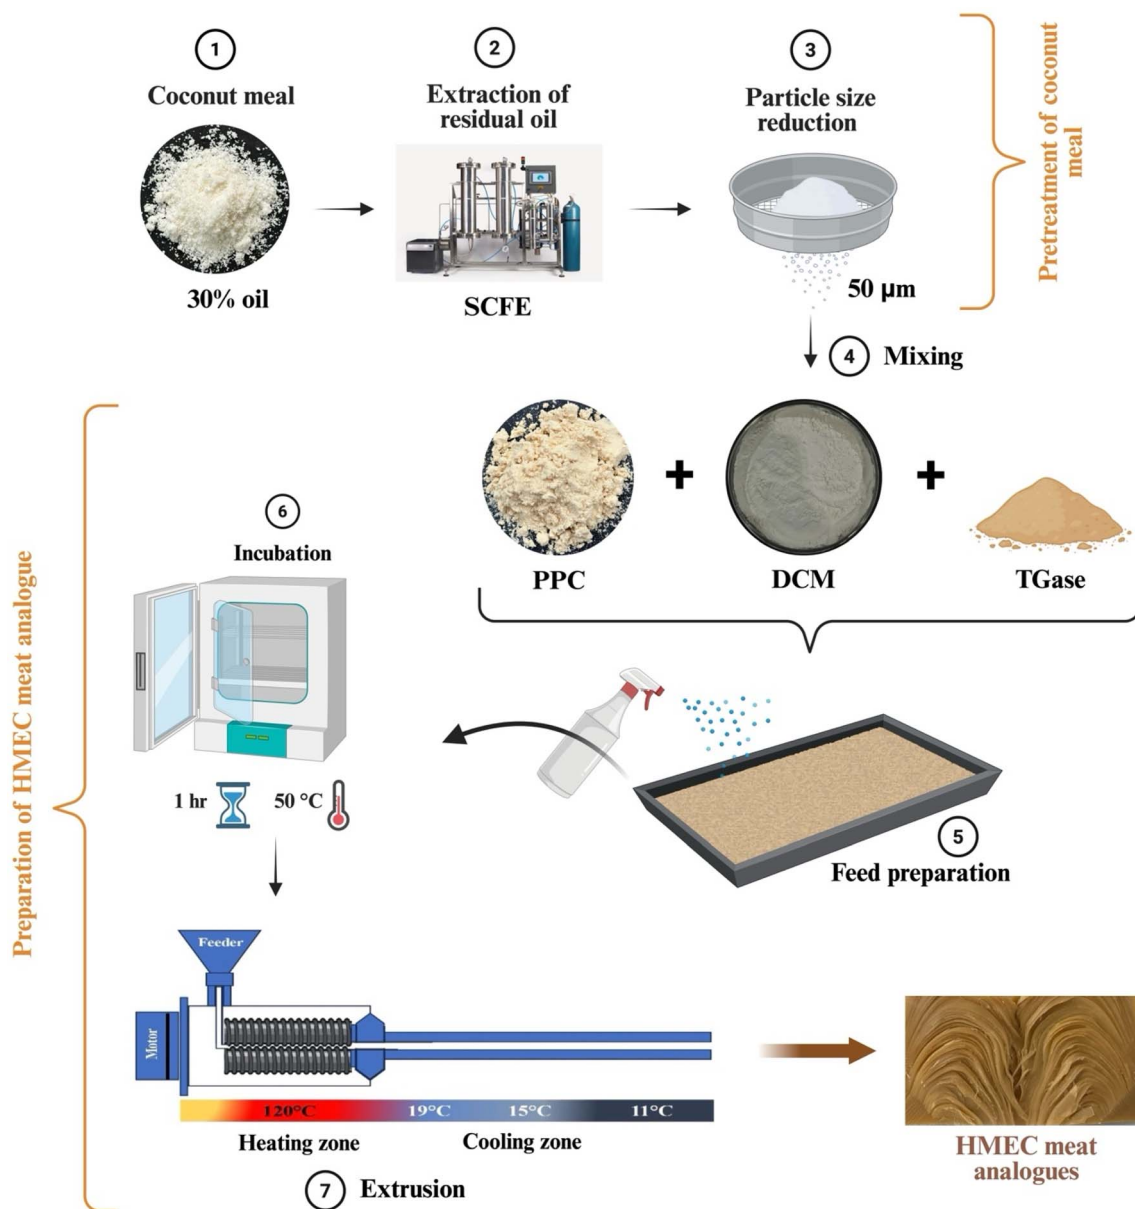 1
Coconut meal
30% oil
2
Extraction of
residual oil
SCFE
3
Particle size
reduction
50 μm
Pretreatment of coconut
meal
4 Mixing
PPC
+
DCM
+
TGase
5
Feed preparation
6
Incubation
1 hr
50 °C
Preparation of HMEC meat analogue
Feeder
Motor
120°C 19°C 15°C 11°C
Heating zone
Cooling zone
7 Extrusion
HMEC meat
analogues